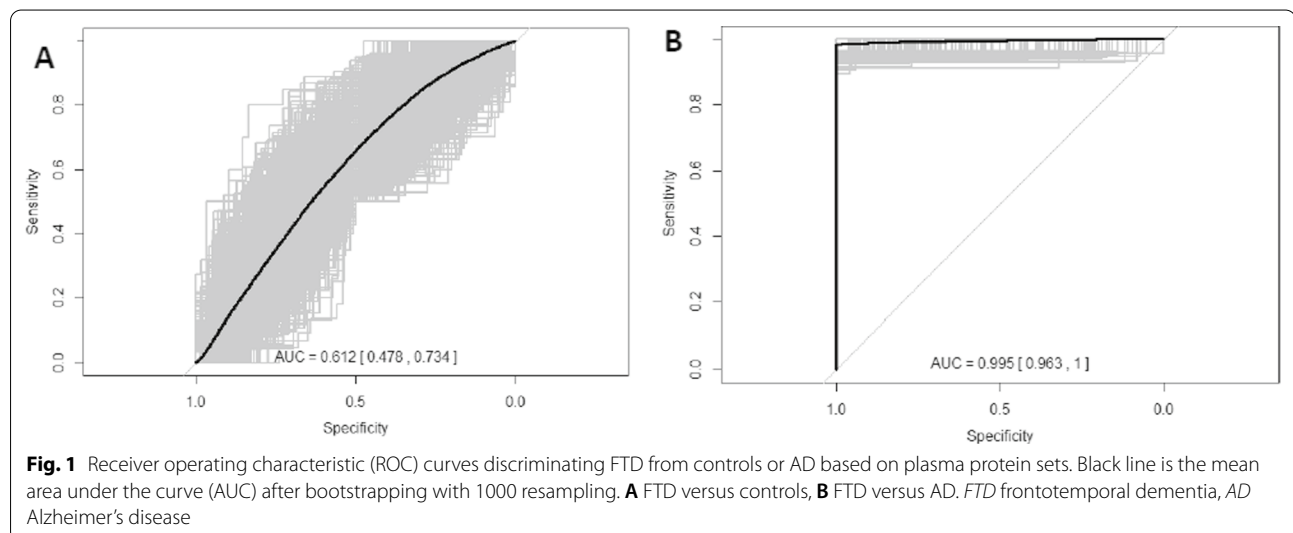 A
Sensitivity
0.8
0.6
0.4
0.2
0.0
AUC = 0.612 [ 0.478 , 0.734 ]
1.0 0.5 0.0
Specificity
B
Sensitivity
0.8
0.6
0.4
0.2
0.0
AUC = 0.995 [ 0.963 , 1 ]
1.0 0.5 0.0
Specificity
Fig. 1 Receiver operating characteristic (ROC) curves discriminating FTD from controls or AD based on plasma protein sets. Black line is the mean
area under the curve (AUC) after bootstrapping with 1000 resampling. A FTD versus controls, B FTD versus AD. FTD frontotemporal dementia, AD
Alzheimer’s disease